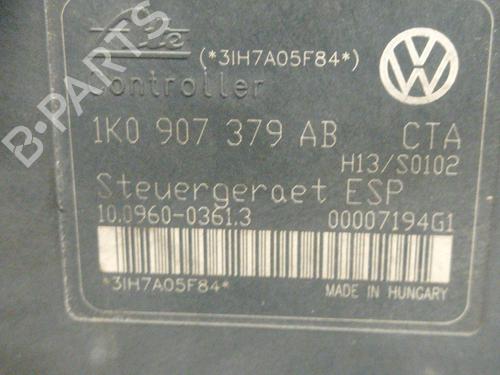 (*3IH7A05F84*)
Controller
1K0 907 379 AB CTA
H13/S0102
Steuergeraet ESP
10.0960-0361.3 00007194G1
*3IH7A05F84*
MADE IN HUNGARY
B-PARTS